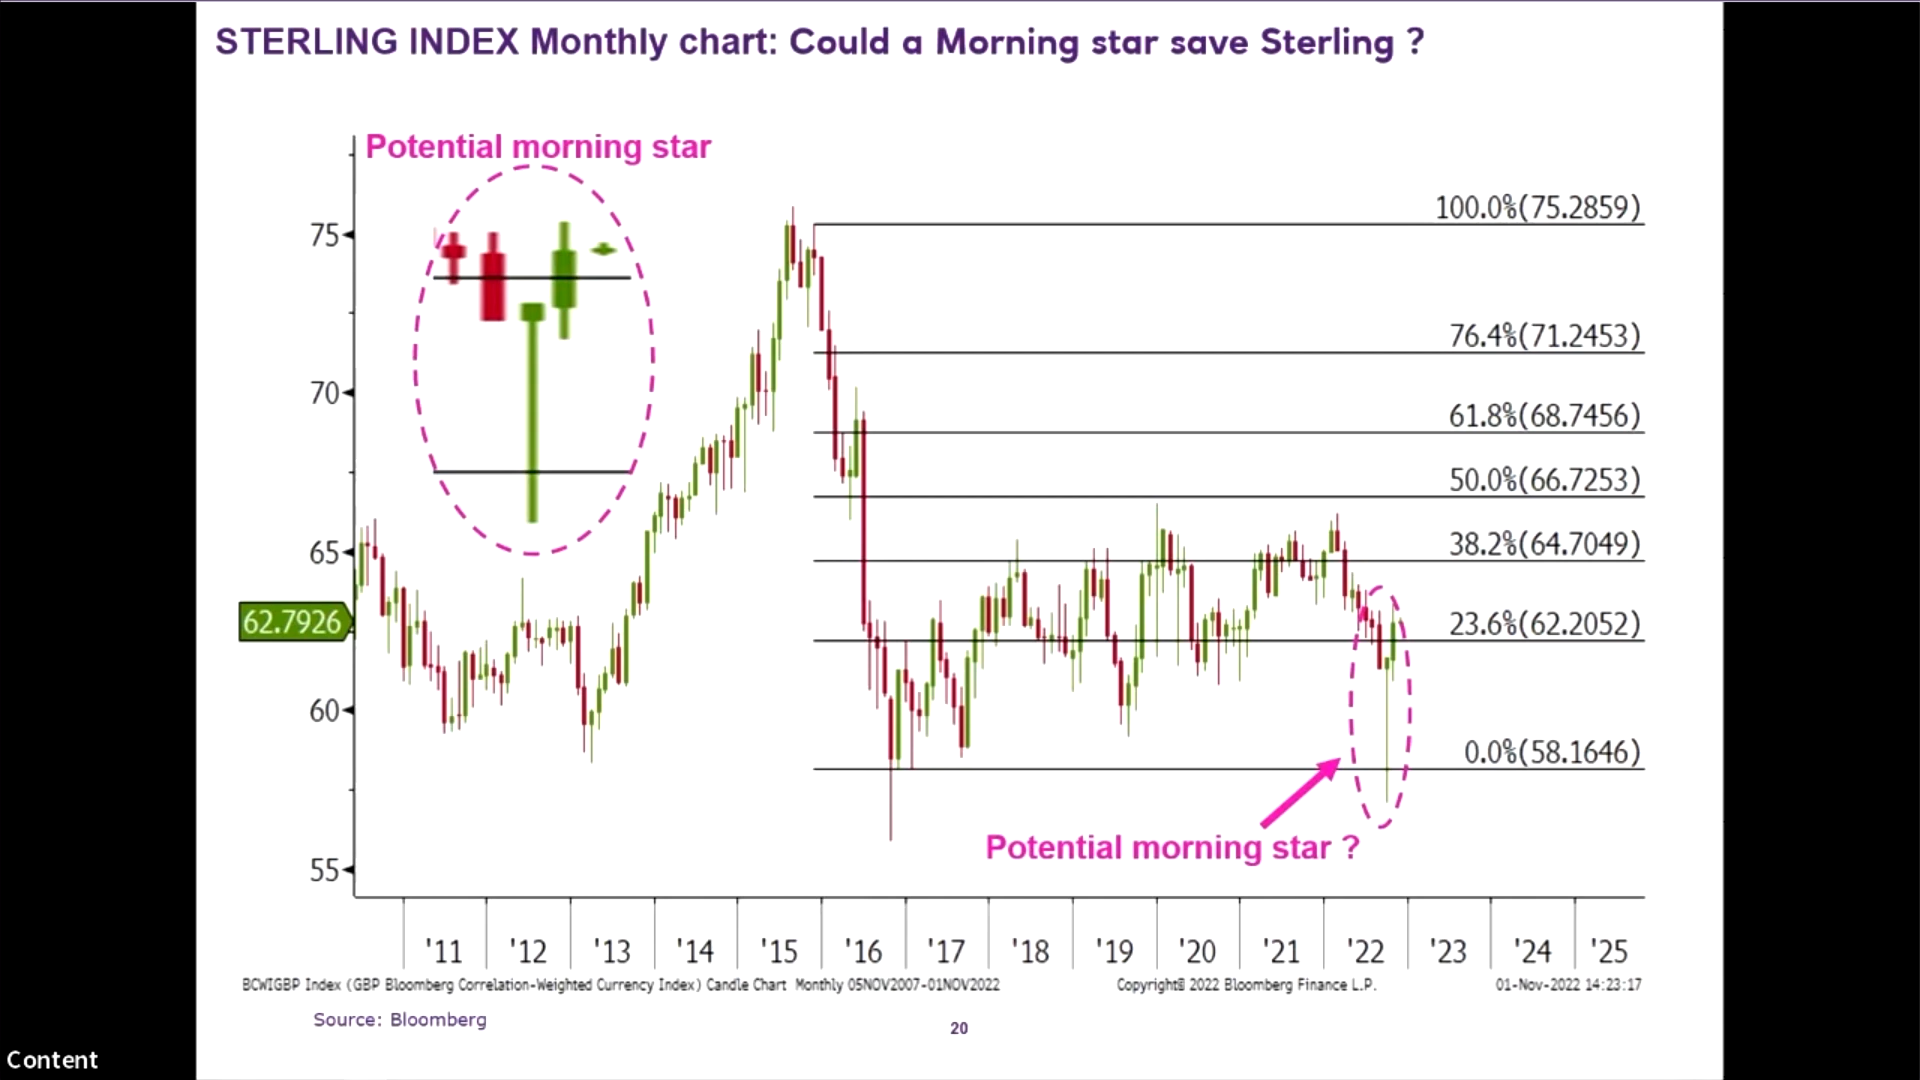 STERLING INDEX Monthly chart: Could a Morning star save Sterling ?
Potential morning star
75
70
65
62.7926
60
55
100.0%(75.2859)
76.4%(71.2453)
61.8%(68.7456)
50.0%(66.7253)
38.2%(64.7049)
23.6%(62.2052)
0.0%(58.1646)
Potential morning star ?
'11 '12 '13 '14 '15 '16 '17 '18 '19 '20 '21 '22 '23 '24 '25
BCWIGBP Index (GBP Bloomberg Correlation-Weighted Currency Index) Candle Chart Monthly 05NOV2007-01NOV2022 Copyright© 2022 Bloomberg Finance L.P. 01-Nov-2022 14:23:17
Source: Bloomberg
20
Content